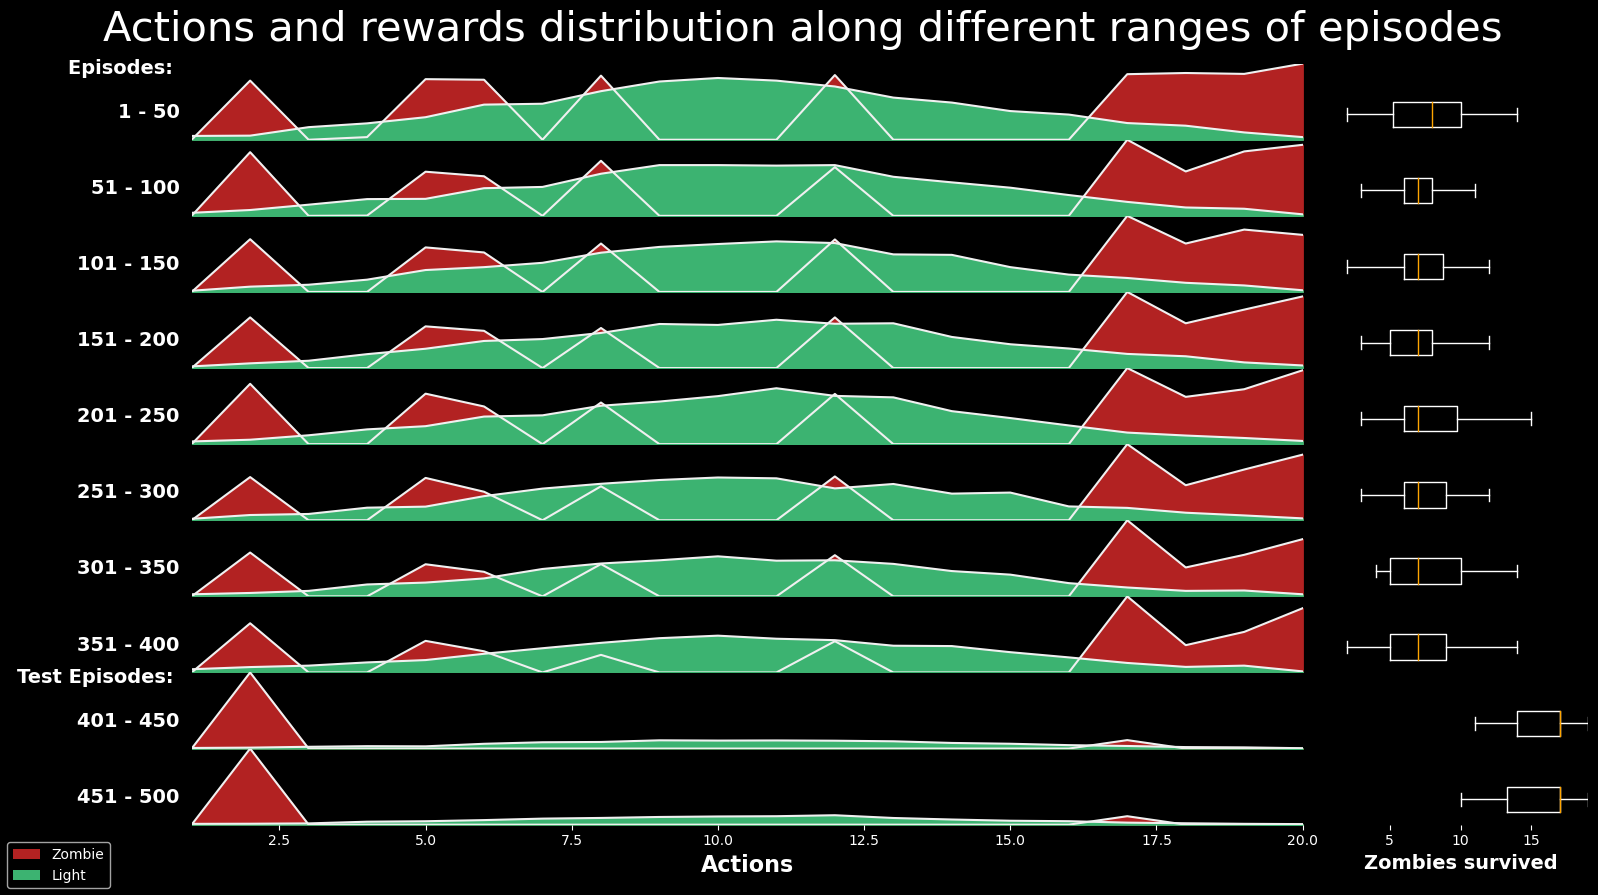 Actions and rewards distribution along different ranges of episodes
Episodes:
1 - 50
51 - 100
101 - 150
151 - 200
201 - 250
251 - 300
301 - 350
351 - 400
Test Episodes:
401 - 450
451 - 500
2.5 5.0 7.5 10.0 12.5 15.0 17.5 20.0
Actions
5 10 15
Zombies survived
Zombie
Light